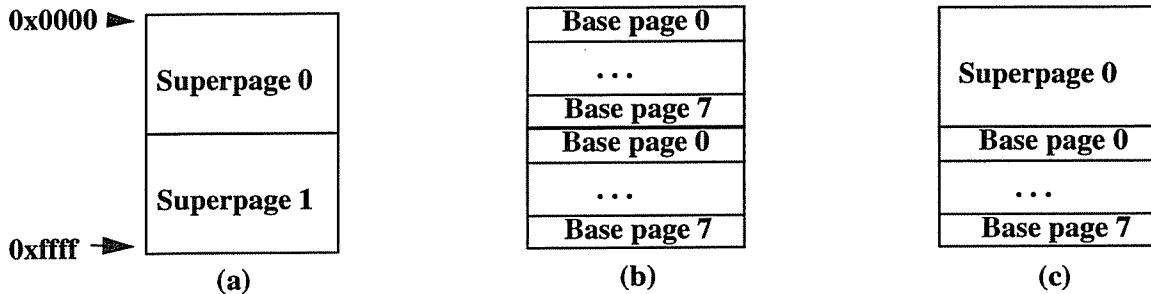 0x0000
Superpage 0
Superpage 1
0xffff
(a)
Base page 0
...
Base page 7
Base page 0
...
Base page 7
(b)
Superpage 0
Base page 0
...
Base page 7
(c)